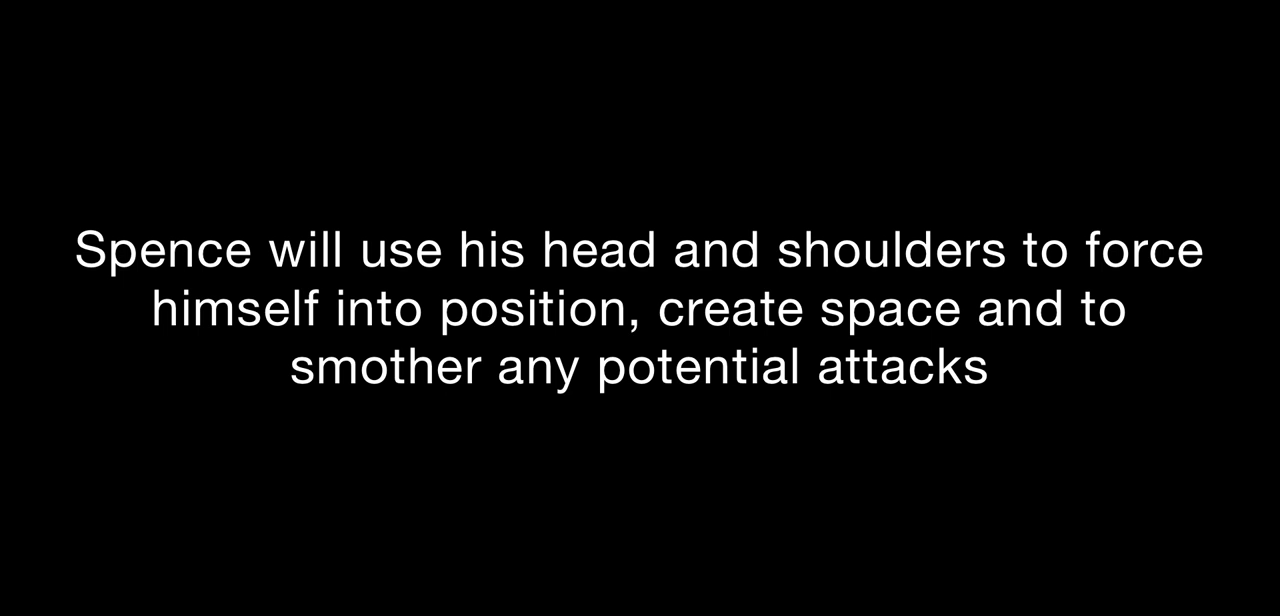 Spence will use his head and shoulders to force
himself into position, create space and to
smother any potential attacks